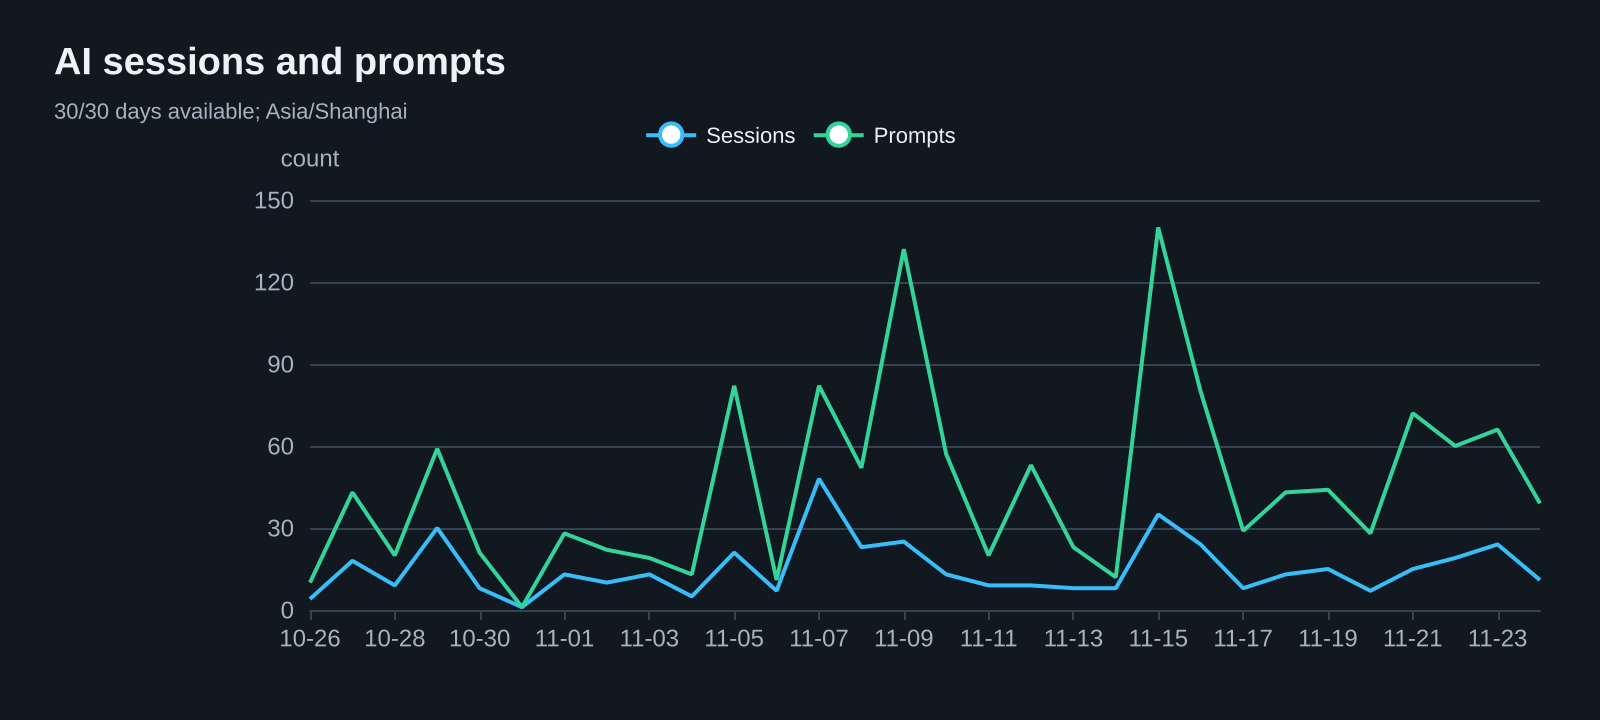 AI sessions and prompts
30/30 days available; Asia/Shanghai
Sessions Prompts
count
150
120
90
60
30
0
10-26 10-28 10-30 11-01 11-03 11-05 11-07 11-09 11-11 11-13 11-15 11-17 11-19 11-21 11-23